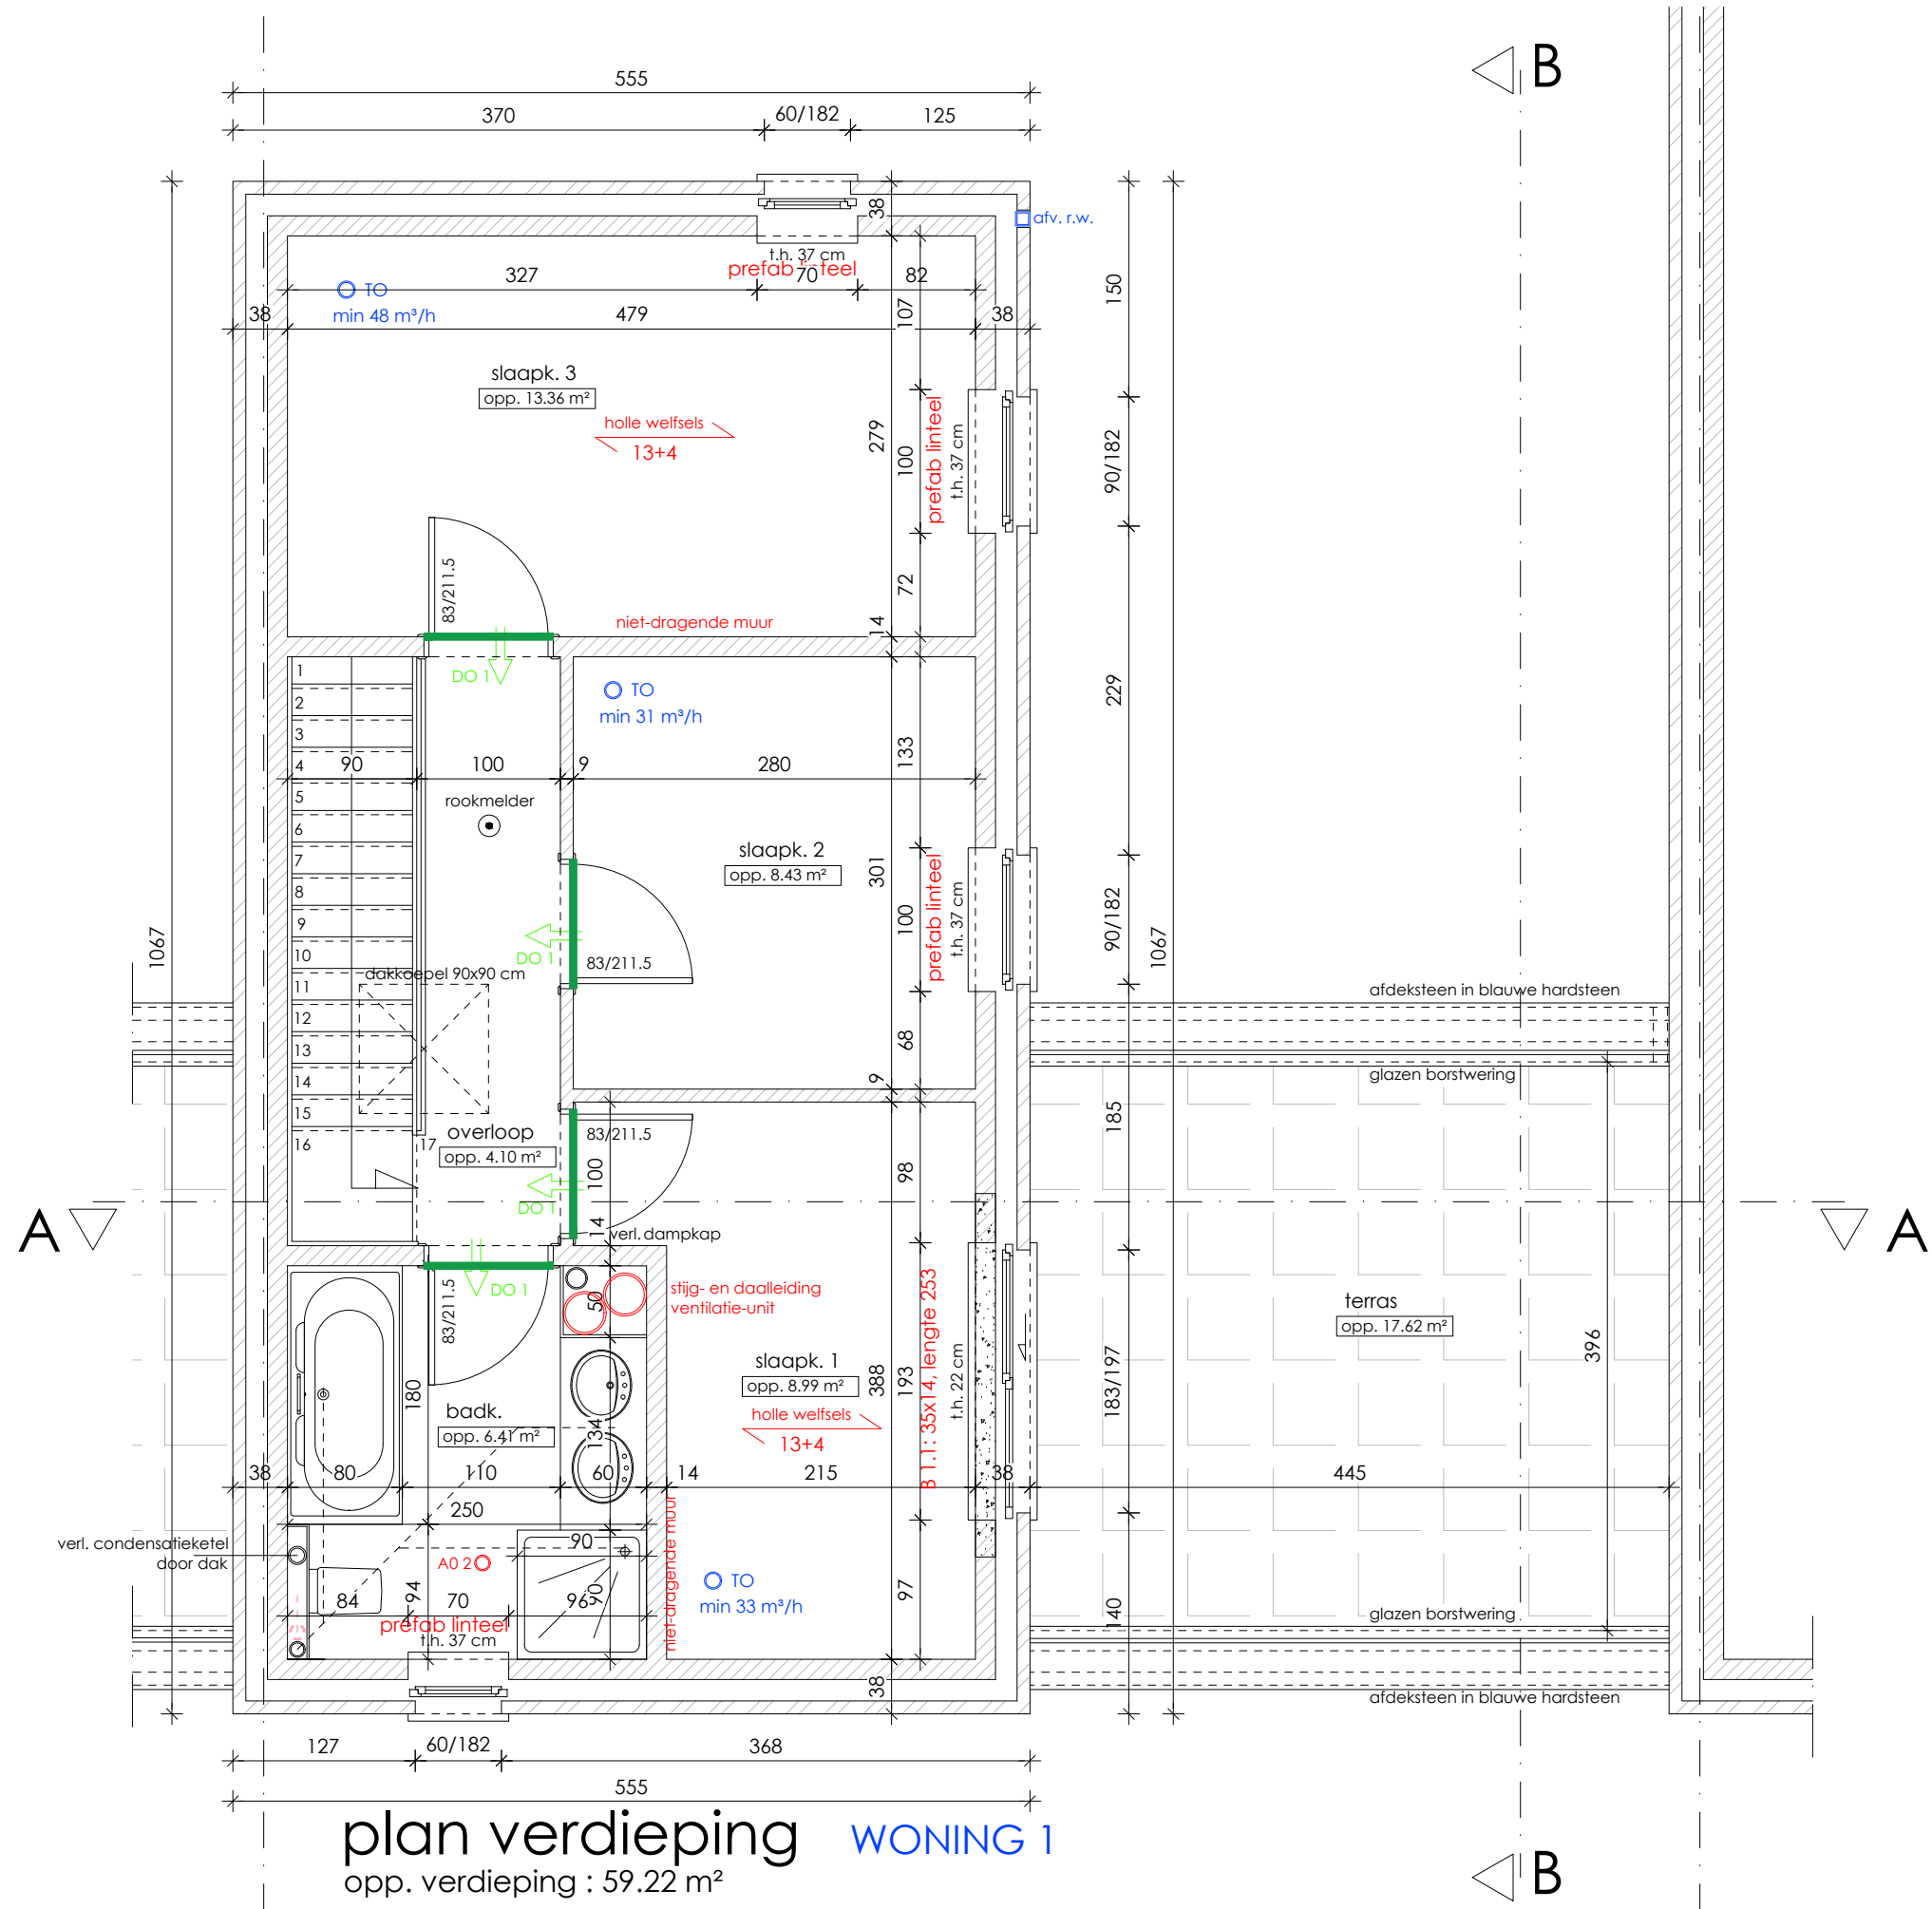 B
555
370
60/182
125
38
afv. r.w.
t.h. 37 cm
prefab linteel
327
70
82
TO
min 48 m³/h
38
479
38
107
150
1067
slaapk. 3
opp. 13.36 m²
holle welfsels
13+4
279
100
prefab linteel
t.h. 37 cm
90/182
83/211.5
72
niet-dragende muur
14
DO 1
1
2
3
4
5
6
7
8
9
10
11
12
13
14
15
16
17
TO
min 31 m³/h
229
133
90
100
9
280
rookmelder
slaapk. 2
opp. 8.43 m²
301
100
prefab linteel
t.h. 37 cm
90/182
1067
DO 1
83/211.5
dakkoepel 90x90 cm
afdeksteen in blauwe hardsteen
68
9
glazen borstwering
185
overloop
opp. 4.10 m²
83/211.5
100
98
A
DO 1
14
verl. dampkap
A
DO 1
83/211.5
50
stijg- en daalleiding
ventilatie-unit
terras
opp. 17.62 m²
396
slaapk. 1
opp. 8.99 m²
388
193
B 1.1: 35x14, lengte 253
t.h. 22 cm
183/197
180
badk.
opp. 6.41 m²
134
holle welfsels
13+4
38
80
110
60
14
215
38
445
250
verl. condensatieketel
door dak
90
A0 2
niet-dragende muur
TO
min 33 m³/h
84
94
70
96
90
97
140
prefab linteel
t.h. 37 cm
glazen borstwering
38
afdeksteen in blauwe hardsteen
127
60/182
368
555
plan verdieping
WONING 1
opp. verdieping : 59.22 m²
B